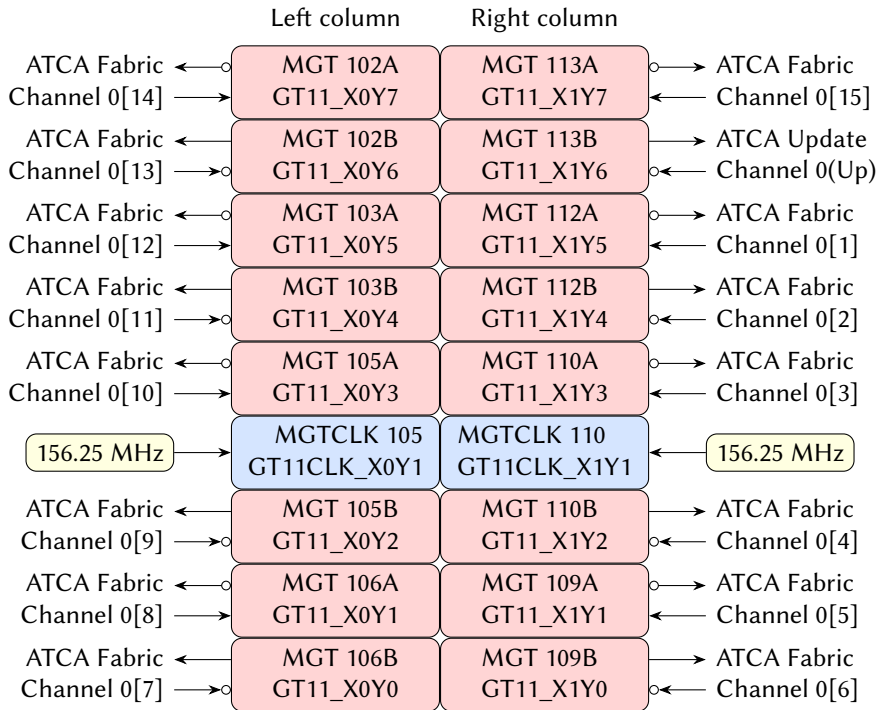 Left column Right column
ATCA Fabric MGT 102A MGT 113A ATCA Fabric
Channel 0[14] GT11_X0Y7 GT11_X1Y7 Channel 0[15]
ATCA Fabric MGT 102B MGT 113B ATCA Update
Channel 0[13] GT11_X0Y6 GT11_X1Y6 Channel 0(Up)
ATCA Fabric MGT 103A MGT 112A ATCA Fabric
Channel 0[12] GT11_X0Y5 GT11_X1Y5 Channel 0[1]
ATCA Fabric MGT 103B MGT 112B ATCA Fabric
Channel 0[11] GT11_X0Y4 GT11_X1Y4 Channel 0[2]
ATCA Fabric MGT 105A MGT 110A ATCA Fabric
Channel 0[10] GT11_X0Y3 GT11_X1Y3 Channel 0[3]
MGTCLK 105 MGTCLK 110
156.25 MHz 156.25 MHz
GT11CLK_X0Y1 GT11CLK_X1Y1
ATCA Fabric MGT 105B MGT 110B ATCA Fabric
Channel 0[9] GT11_X0Y2 GT11_X1Y2 Channel 0[4]
ATCA Fabric MGT 106A MGT 109A ATCA Fabric
Channel 0[8] GT11_X0Y1 GT11_X1Y1 Channel 0[5]
ATCA Fabric MGT 106B MGT 109B ATCA Fabric
Channel 0[7] GT11_X0Y0 GT11_X1Y0 Channel 0[6]